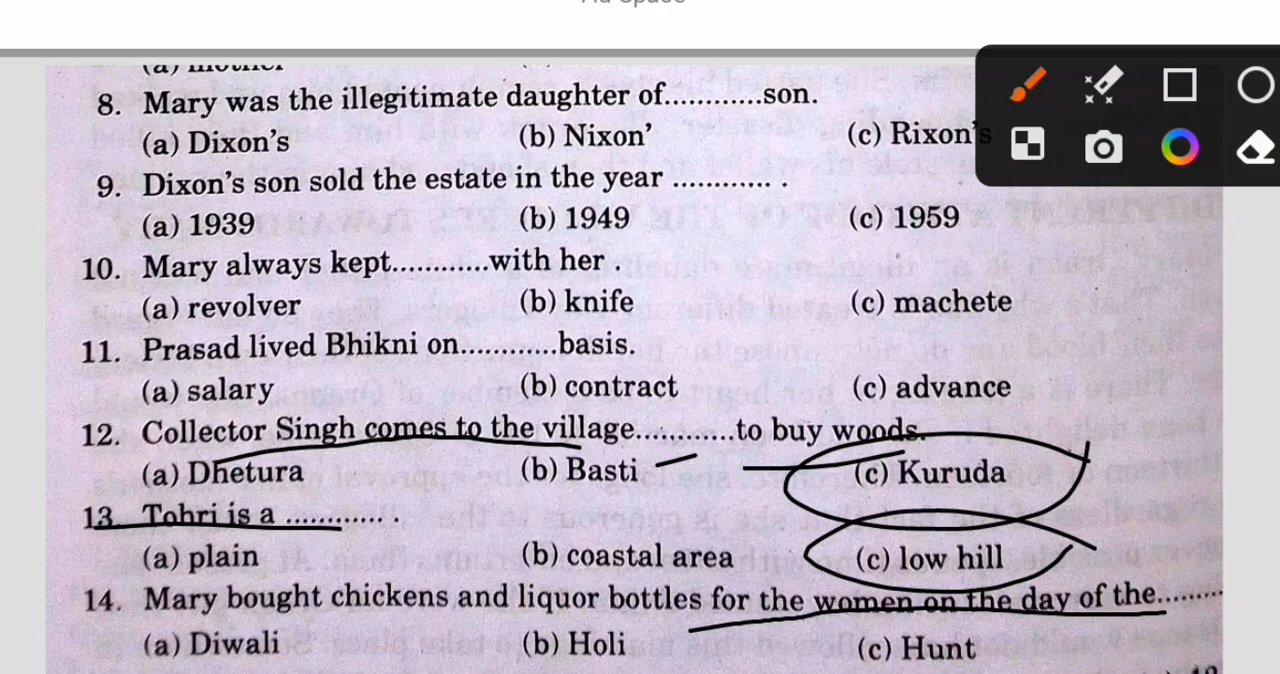 Ad Space
(a) mother
8. Mary was the illegitimate daughter of............son.
(a) Dixon's (b) Nixon' (c) Rixon's
9. Dixon's son sold the estate in the year ............ .
(a) 1939 (b) 1949 (c) 1959
10. Mary always kept............with her .
(a) revolver (b) knife (c) machete
11. Prasad lived Bhikni on............basis.
(a) salary (b) contract (c) advance
12. Collector Singh comes to the village............to buy woods.
(a) Dhetura (b) Basti (c) Kuruda
13. Tohri is a ............ .
(a) plain (b) coastal area (c) low hill
14. Mary bought chickens and liquor bottles for the women on the day of the.........
(a) Diwali (b) Holi (c) Hunt